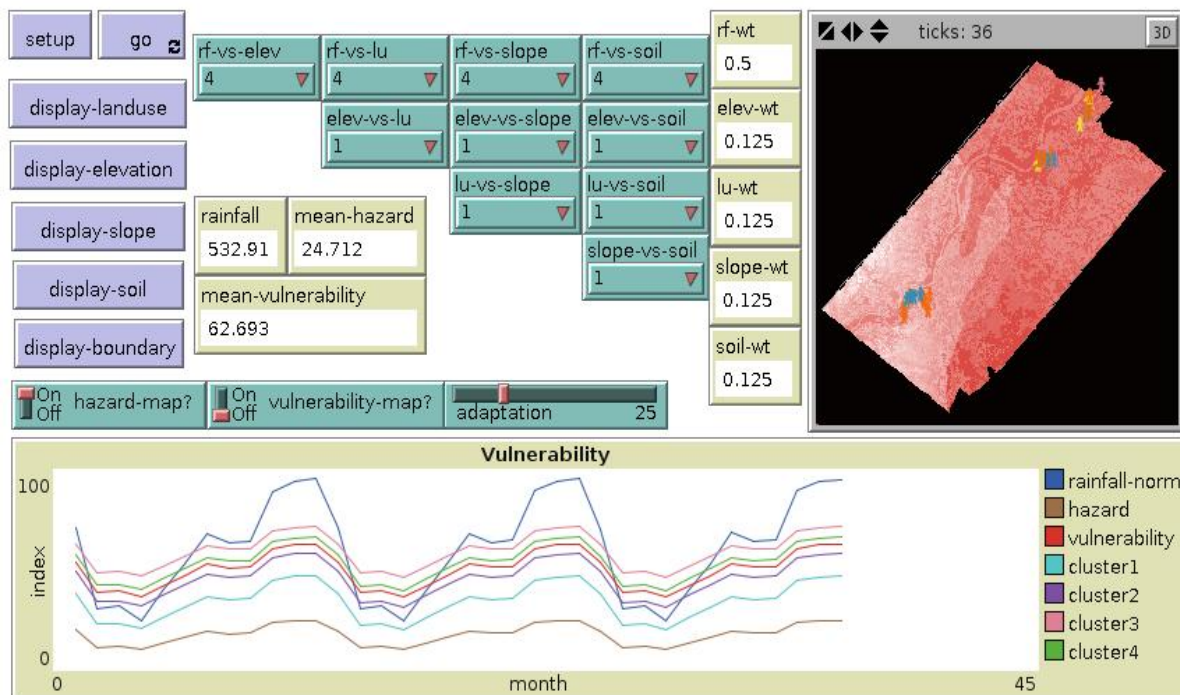 setup
go
display-landuse
display-elevation
display-slope
display-soil
display-boundary
rf-vs-elev
4
rf-vs-lu
4
rf-vs-slope
4
rf-vs-soil
4
elev-vs-lu
1
elev-vs-slope
1
elev-vs-soil
1
lu-vs-slope
1
lu-vs-soil
1
slope-vs-soil
1
rf-wt
0.5
elev-wt
0.125
lu-wt
0.125
slope-wt
0.125
soil-wt
0.125
rainfall
532.91
mean-hazard
24.712
mean-vulnerability
62.693
On
Off
hazard-map?
On
Off
vulnerability-map?
adaptation 25
ticks: 36
3D
Vulnerability
100
index
0
0
month
45
rainfall-norm
hazard
vulnerability
cluster1
cluster2
cluster3
cluster4